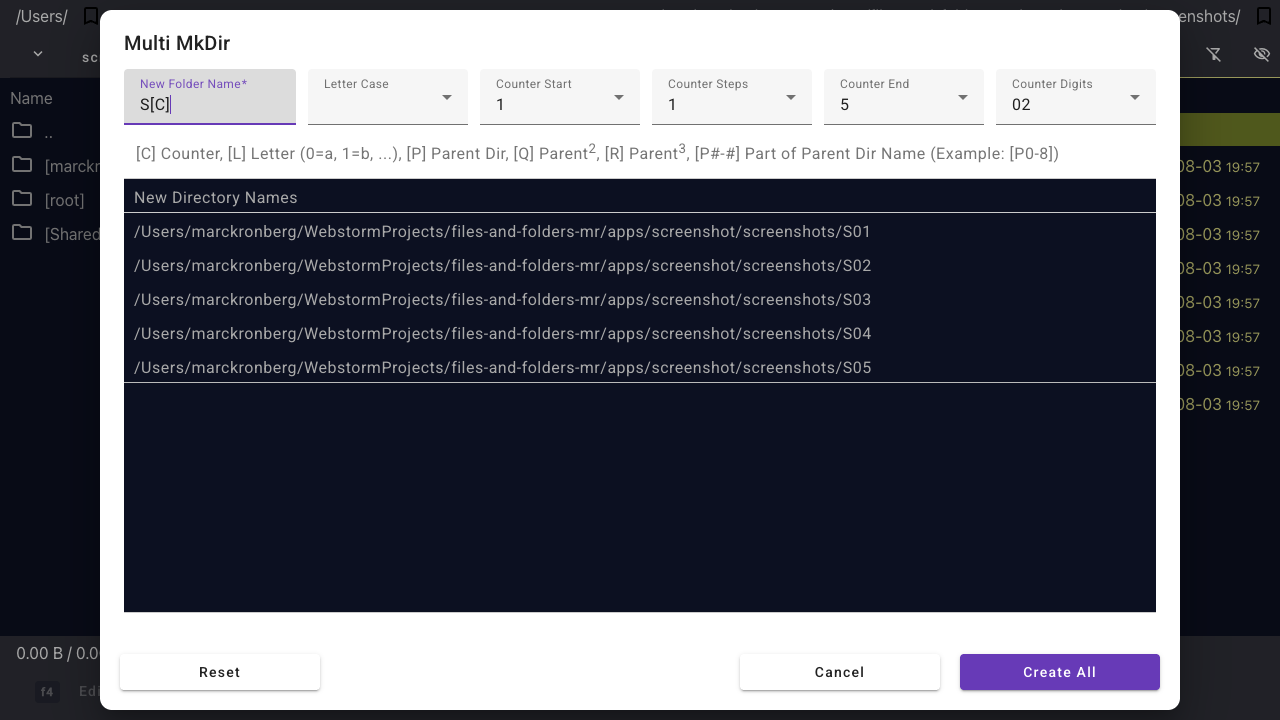 /Users/
enshots/
Multi MkDir
New Folder Name*
S[C]
Letter Case
Counter Start
1
Counter Steps
1
Counter End
5
Counter Digits
02
[C] Counter, [L] Letter (0=a, 1=b, ...), [P] Parent Dir, [Q] Parent², [R] Parent³, [P#-#] Part of Parent Dir Name (Example: [P0-8])
New Directory Names
/Users/marckronberg/WebstormProjects/files-and-folders-mr/apps/screenshot/screenshots/S01
/Users/marckronberg/WebstormProjects/files-and-folders-mr/apps/screenshot/screenshots/S02
/Users/marckronberg/WebstormProjects/files-and-folders-mr/apps/screenshot/screenshots/S03
/Users/marckronberg/WebstormProjects/files-and-folders-mr/apps/screenshot/screenshots/S04
/Users/marckronberg/WebstormProjects/files-and-folders-mr/apps/screenshot/screenshots/S05
sc
Name
..
[marckr
[root]
[Shared
08-03 19:57
08-03 19:57
08-03 19:57
08-03 19:57
08-03 19:57
08-03 19:57
08-03 19:57
08-03 19:57
0.00 B / 0.0
f4 Edi
Reset
Cancel
Create All